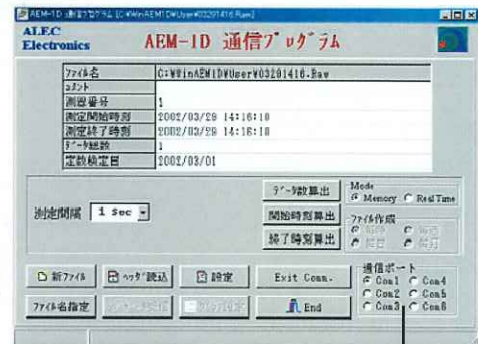 AEM-1D 通信プログラム [C:¥WinAEM1D¥User¥03291416.Raw]
ALEC
Electronics
AEM-1D 通信プログラム
ファイル名 C:¥WinAEM1D¥User¥03291416.Raw
コメント
測器番号 1
測定開始時刻 2002/03/29 14:16:10
測定終了時刻 2002/03/29 14:16:10
データ総数 1
定数検定日 2002/03/01
測定間隔 1 sec
データ数算出
開始時刻算出
終了時刻算出
Mode
Memory Real Time
ファイル作成
新ファイル ヘッダ読込 設定 Exit Comm.
ファイル名指定 End
通信ポート
Com1 Com4
Com2 Com5
Com3 Com6